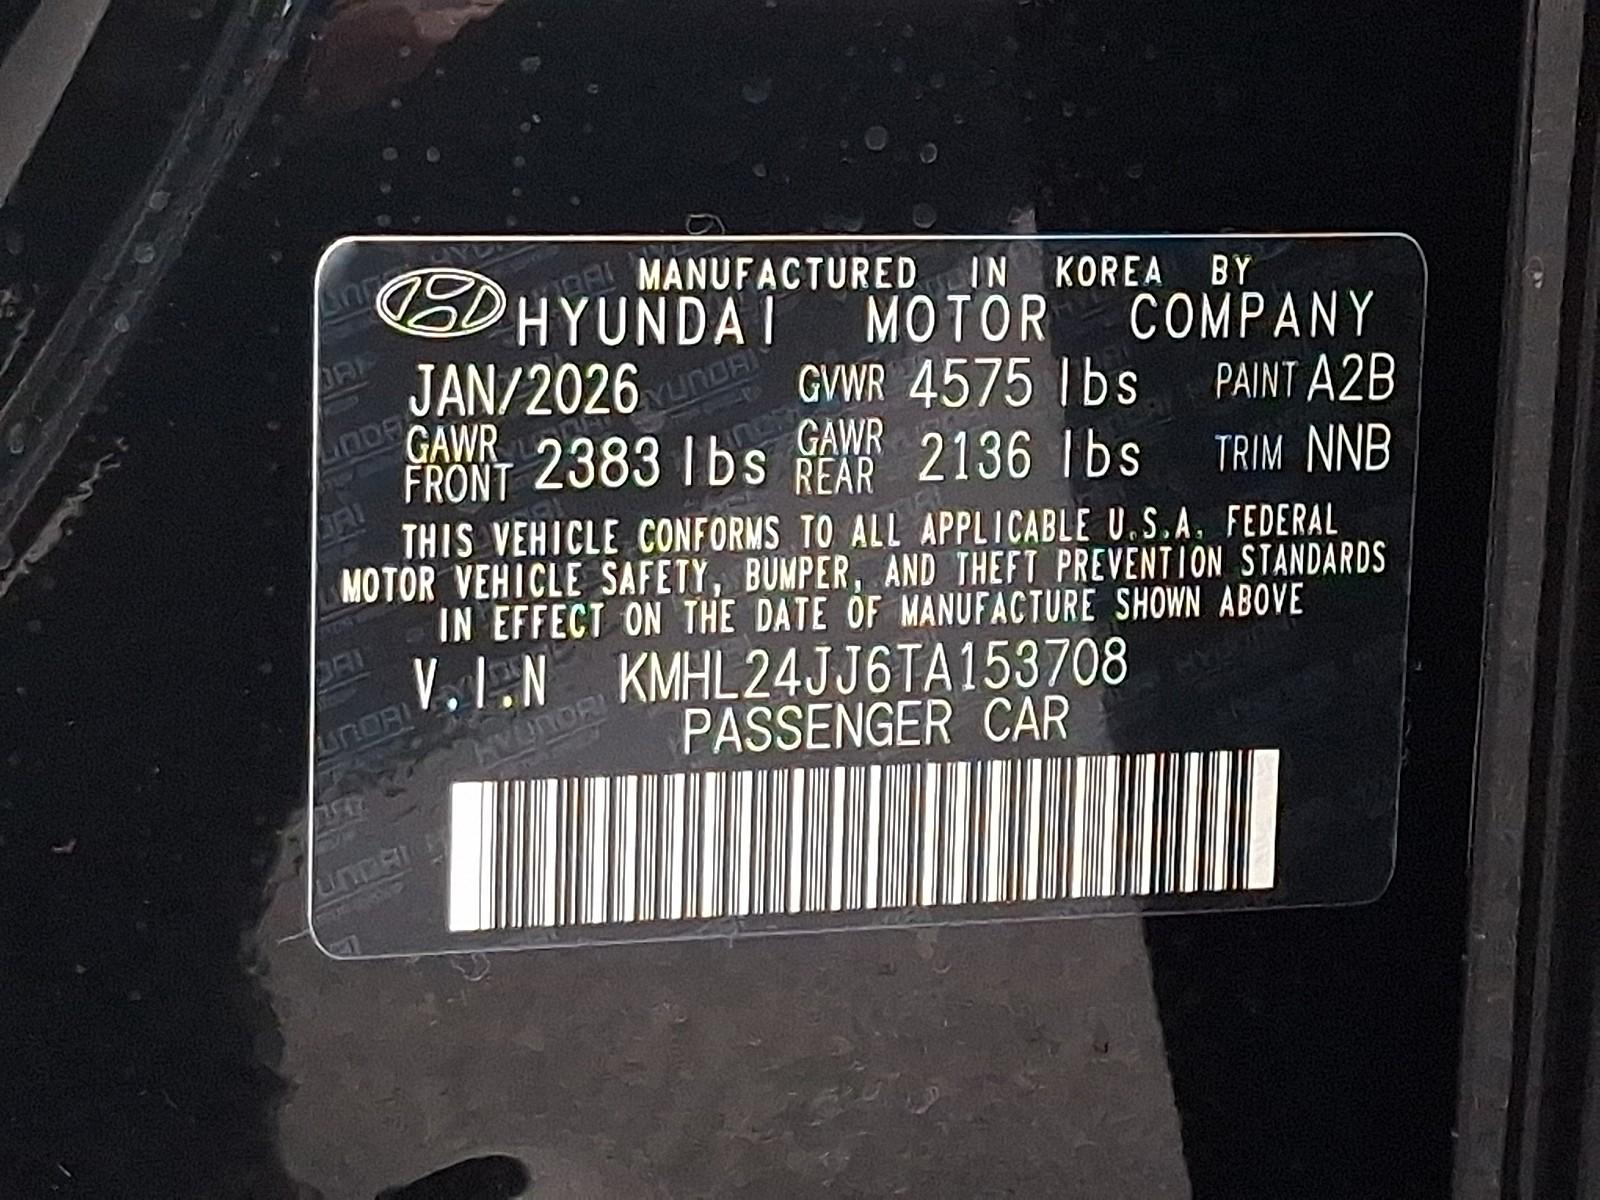 MANUFACTURED IN KOREA BY
HYUNDAI MOTOR COMPANY
JAN/2026 GVWR 4575 lbs PAINT A2B
GAWR FRONT 2383 lbs GAWR REAR 2136 lbs TRIM NNB
THIS VEHICLE CONFORMS TO ALL APPLICABLE U.S.A. FEDERAL
MOTOR VEHICLE SAFETY, BUMPER, AND THEFT PREVENTION STANDARDS
IN EFFECT ON THE DATE OF MANUFACTURE SHOWN ABOVE
V.I.N KMHL24JJ6TA153708
PASSENGER CAR